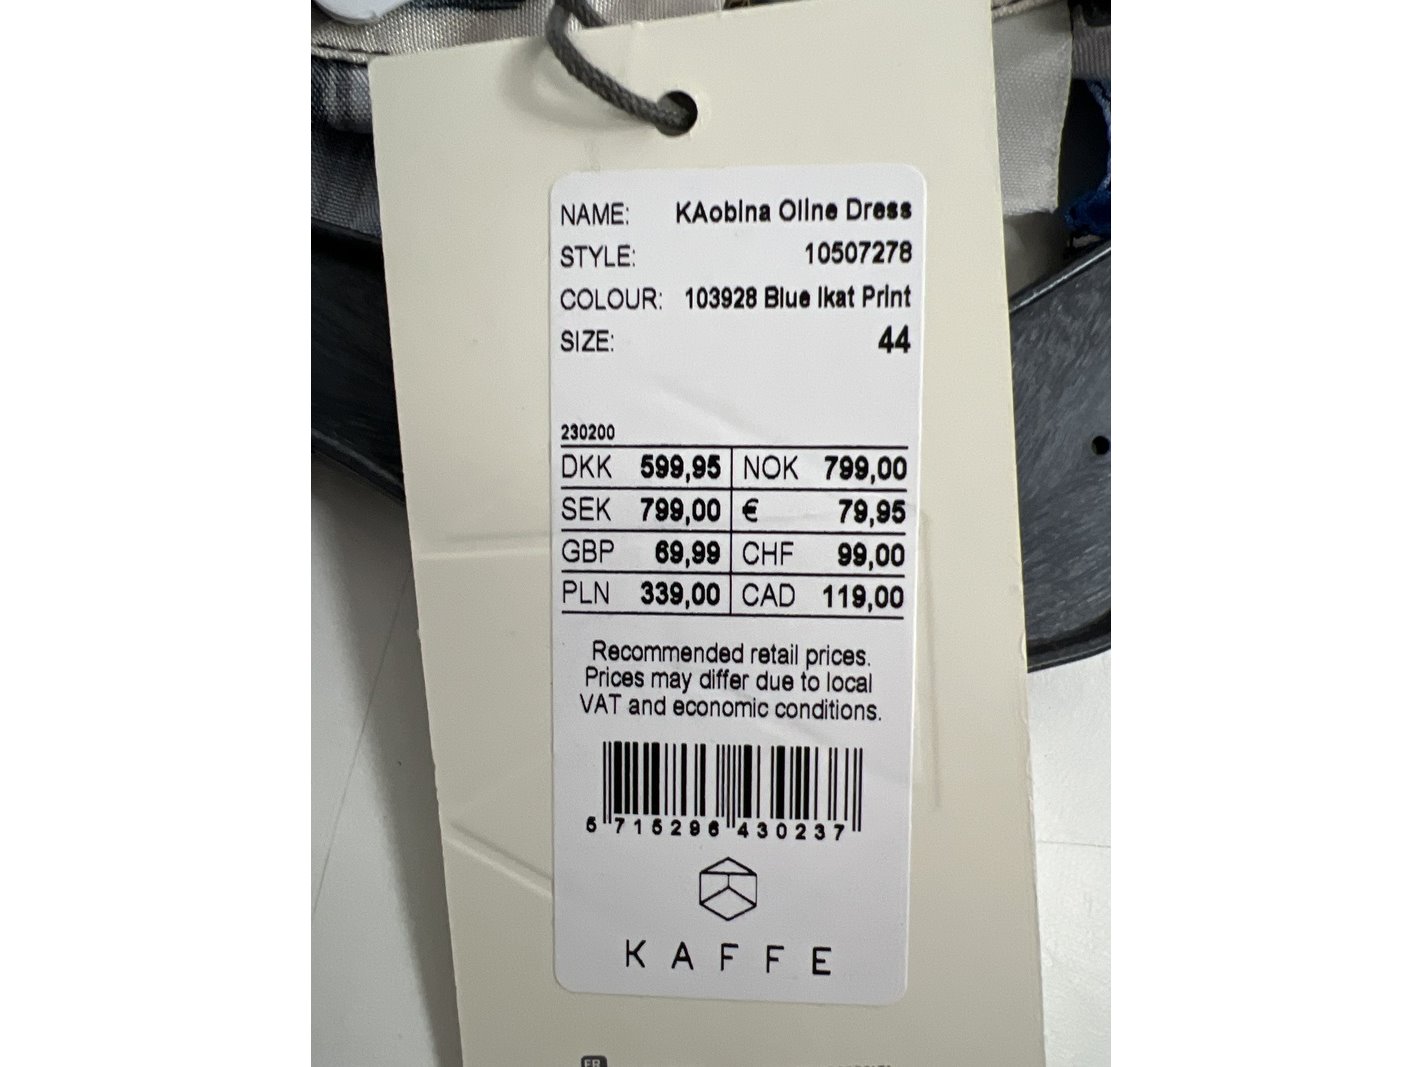 NAME: KAobina Oline Dress
STYLE: 10507278
COLOUR: 103928 Blue Ikat Print
SIZE: 44
230200
DKK 599,95 NOK 799,00
SEK 799,00 € 79,95
GBP 69,99 CHF 99,00
PLN 339,00 CAD 119,00
Recommended retail prices.
Prices may differ due to local
VAT and economic conditions.
5 715296 430237
KAFFE
FR